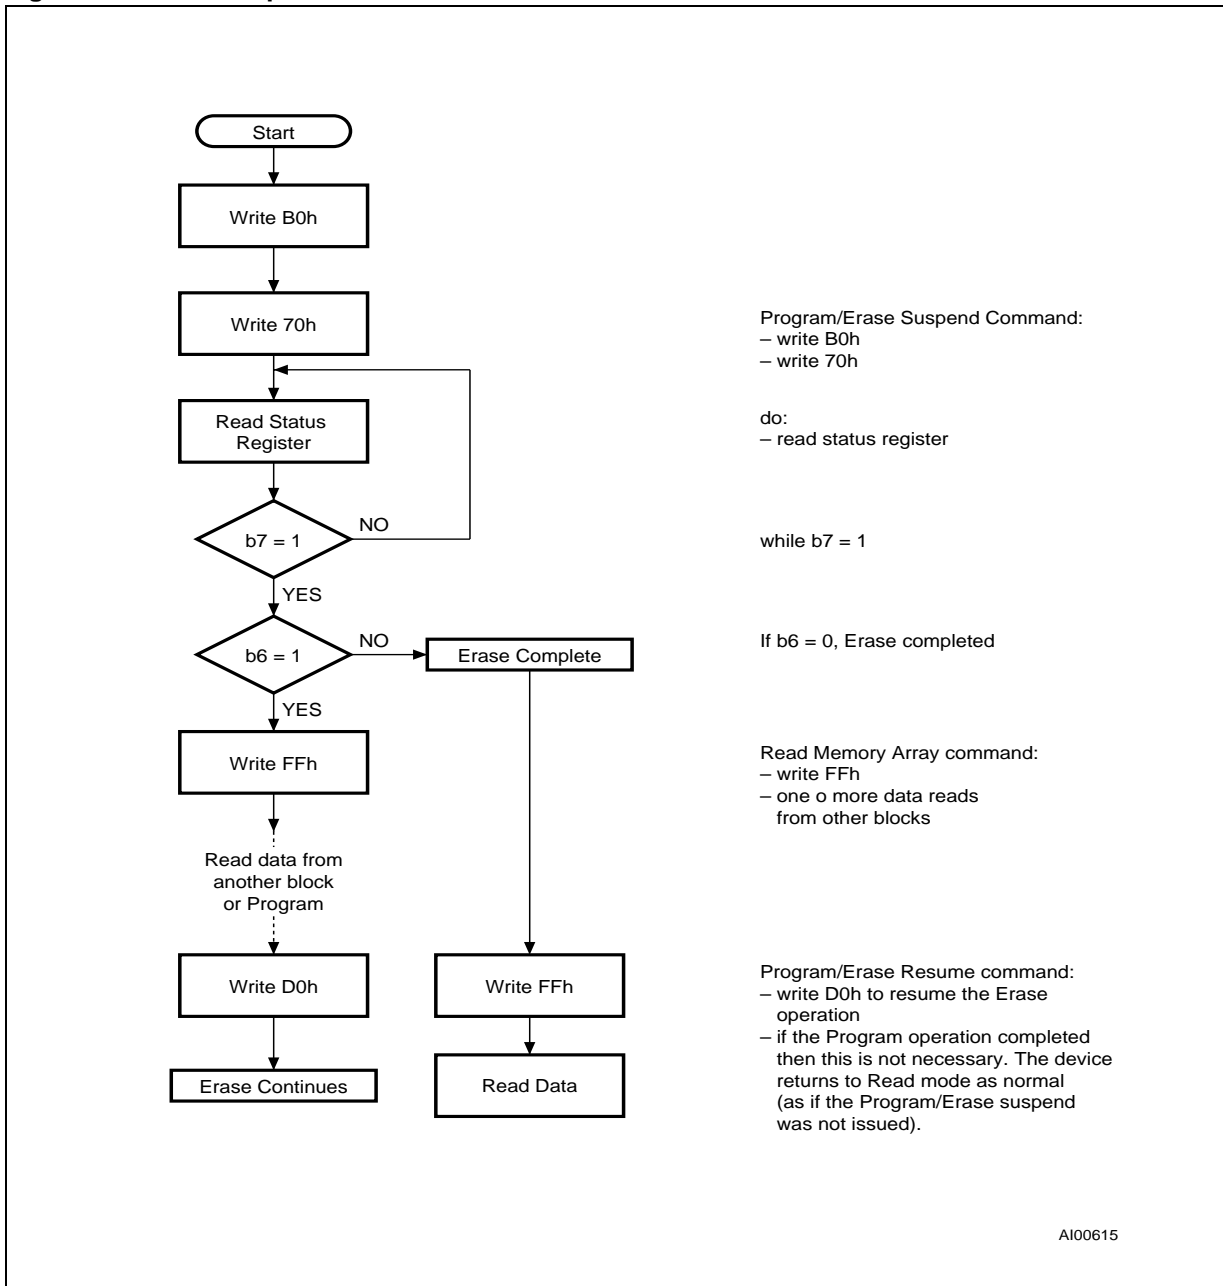 Start
Write B0h
Write 70h
Read Status
Register
b7 = 1
NO
YES
b6 = 1
NO
Erase Complete
YES
Write FFh
Read data from
another block
or Program
Write D0h
Write FFh
Erase Continues
Read Data
Program/Erase Suspend Command:
– write B0h
– write 70h
do:
– read status register
while b7 = 1
If b6 = 0, Erase completed
Read Memory Array command:
– write FFh
– one o more data reads
from other blocks
Program/Erase Resume command:
– write D0h to resume the Erase
operation
– if the Program operation completed
then this is not necessary. The device
returns to Read mode as normal
(as if the Program/Erase suspend
was not issued).
AI00615